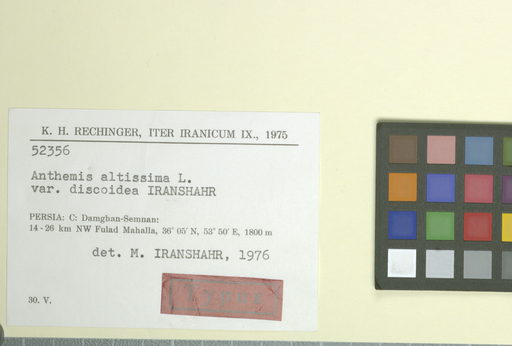 K. H. RECHINGER, ITER IRANICUM IX., 1975
52356
Anthemis altissima L.
var. discoidea IRANSHAHR
PERSIA: C: Damghan-Semnan:
14 - 26 km NW Fulad Mahalla, 36° 05′ N, 53° 50′ E, 1800 m
det. M. IRANSHAHR, 1976
30. V.